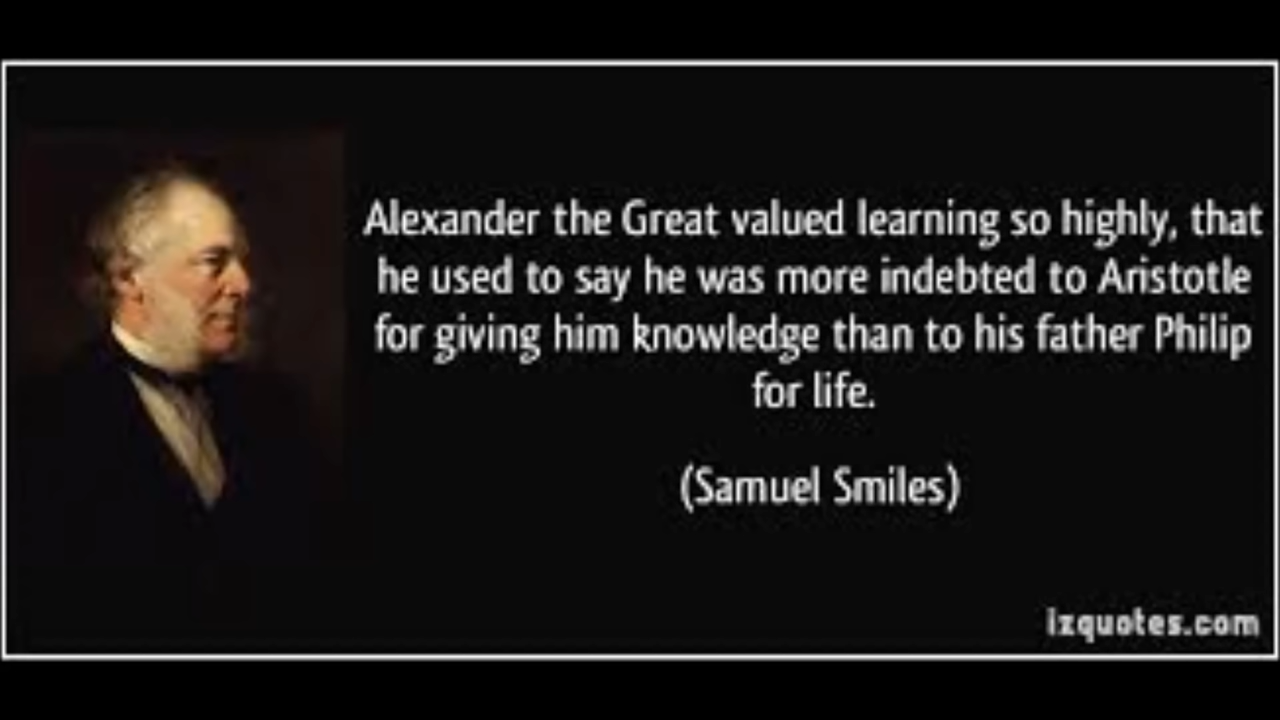 Alexander the Great valued learning so highly, that
he used to say he was more indebted to Aristotle
for giving him knowledge than to his father Philip
for life.
(Samuel Smiles)
izquotes.com